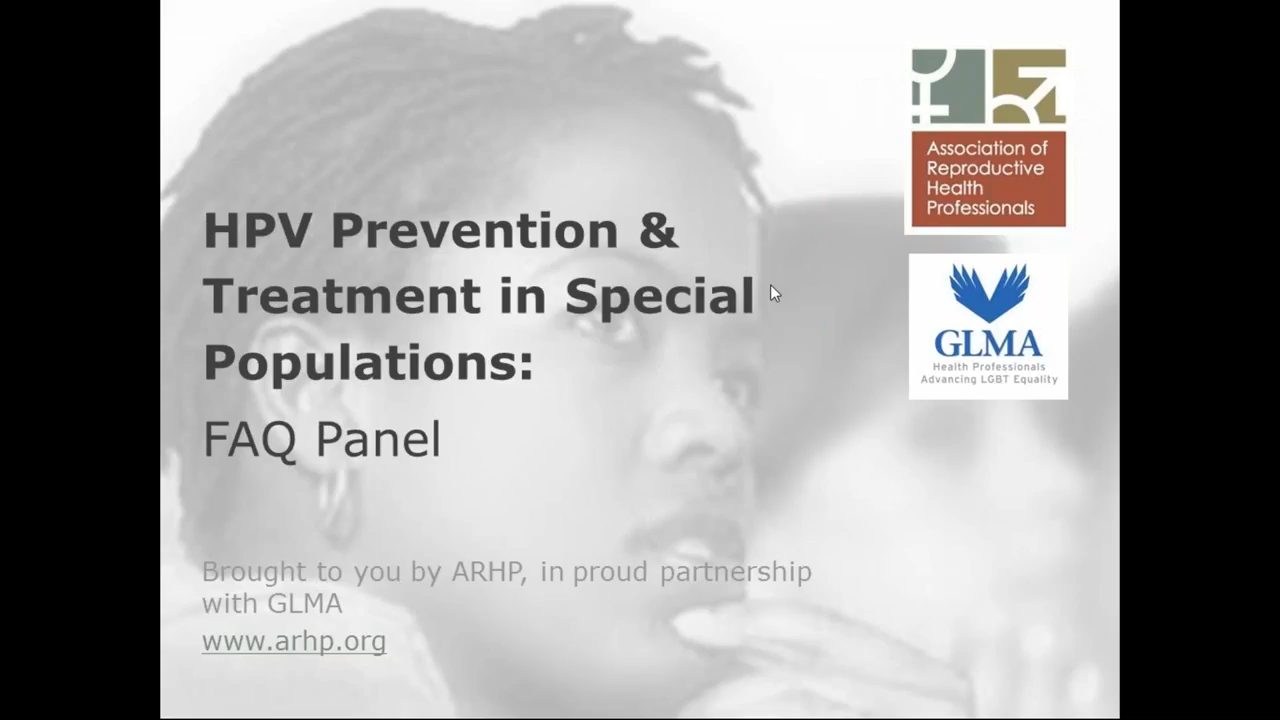 HPV Prevention &
Treatment in Special
Populations:
FAQ Panel
Brought to you by ARHP, in proud partnership
with GLMA
www.arhp.org
Association of
Reproductive
Health
Professionals
GLMA
Health Professionals
Advancing LGBT Equality